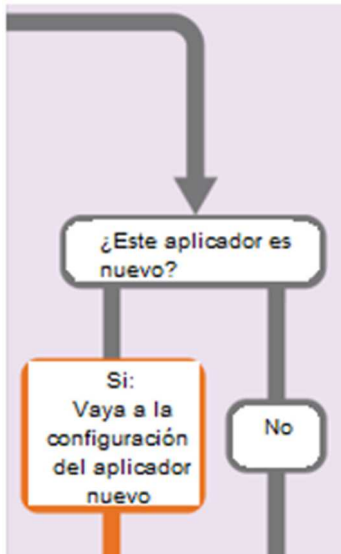 ¿Este aplicador es
nuevo?
Si:
Vaya a la
configuración
del aplicador
nuevo
No